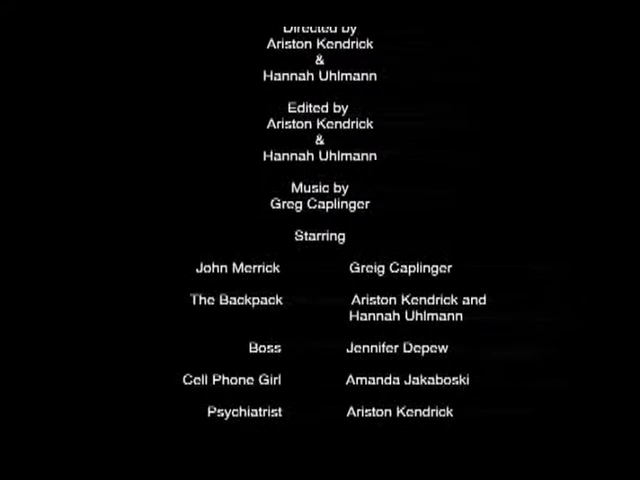 Directed by
Ariston Kendrick
&
Hannah Uhlmann
Edited by
Ariston Kendrick
&
Hannah Uhlmann
Music by
Greg Caplinger
Starring
John Merrick Greig Caplinger
The Backpack Ariston Kendrick and
Hannah Uhlmann
Boss Jennifer Depew
Cell Phone Girl Amanda Jakaboski
Psychiatrist Ariston Kendrick